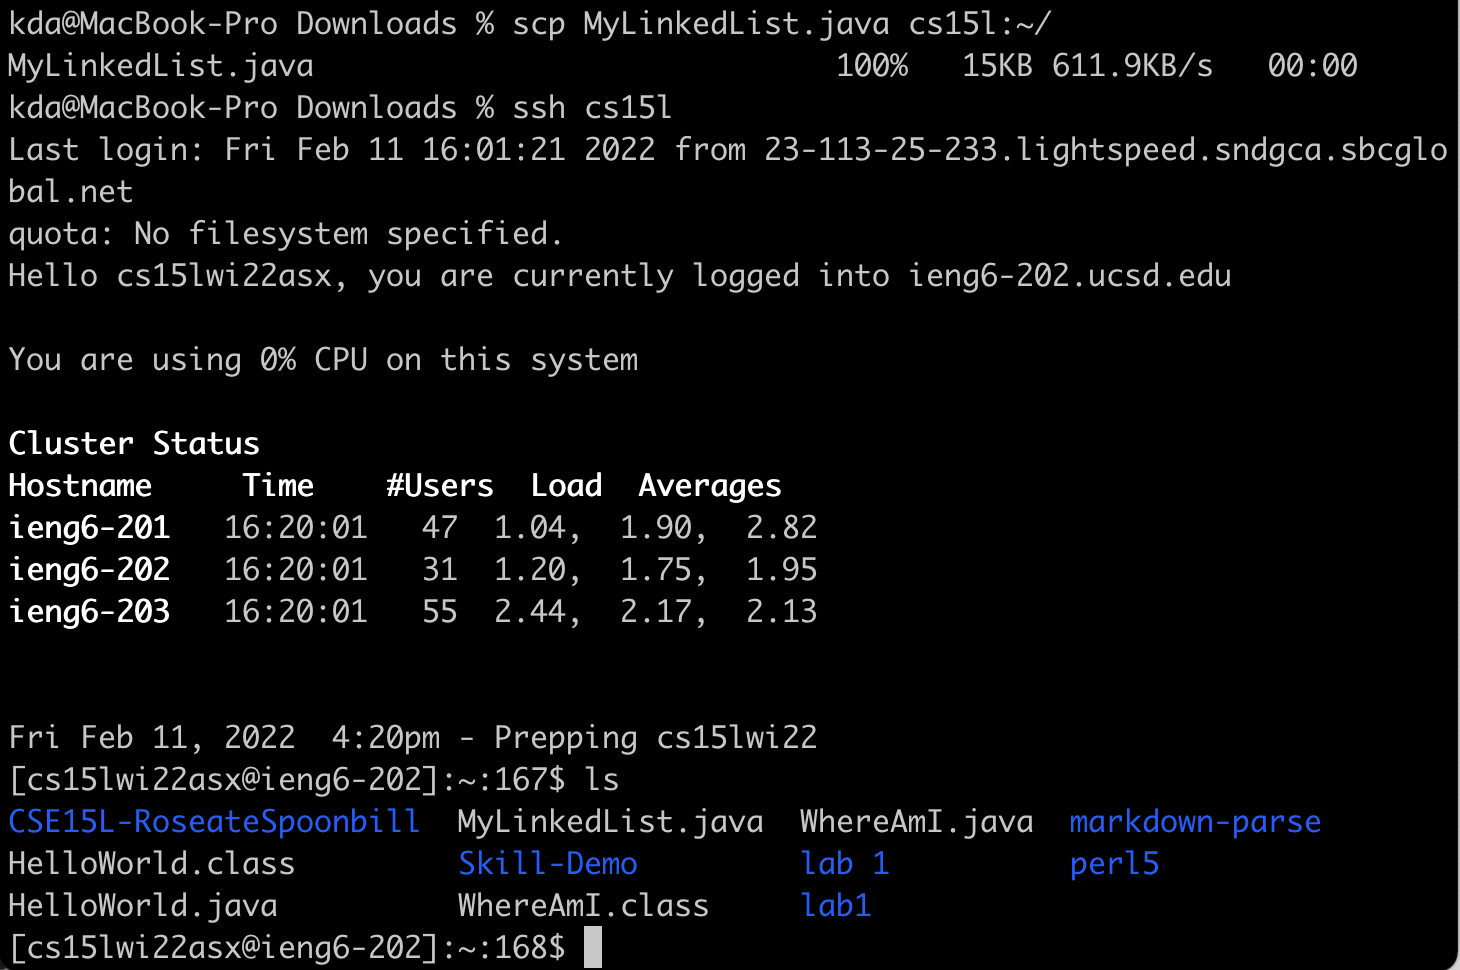 kda@MacBook-Pro Downloads % scp MyLinkedList.java cs15l:~/
MyLinkedList.java                             100%   15KB 611.9KB/s   00:00
kda@MacBook-Pro Downloads % ssh cs15l
Last login: Fri Feb 11 16:01:21 2022 from 23-113-25-233.lightspeed.sndgca.sbcglo
bal.net
quota: No filesystem specified.
Hello cs15lwi22asx, you are currently logged into ieng6-202.ucsd.edu
You are using 0% CPU on this system
Cluster Status
Hostname     Time    #Users  Load  Averages
ieng6-201   16:20:01   47  1.04,  1.90,  2.82
ieng6-202   16:20:01   31  1.20,  1.75,  1.95
ieng6-203   16:20:01   55  2.44,  2.17,  2.13
Fri Feb 11, 2022  4:20pm - Prepping cs15lwi22
[cs15lwi22asx@ieng6-202]:~:167$ ls
CSE15L-RoseateSpoonbill  MyLinkedList.java  WhereAmI.java  markdown-parse
HelloWorld.class         Skill-Demo         lab 1          perl5
HelloWorld.java          WhereAmI.class     lab1
[cs15lwi22asx@ieng6-202]:~:168$